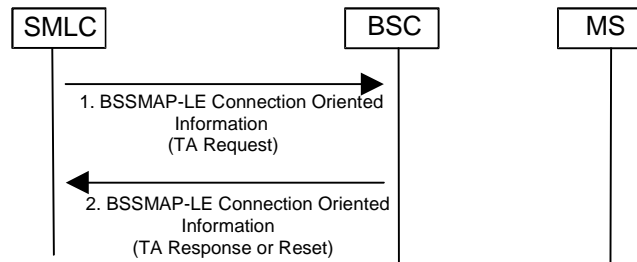 SMLC
BSC
MS
1. BSSMAP-LE Connection Oriented
Information
(TA Request)
2. BSSMAP-LE Connection Oriented
Information
(TA Response or Reset)